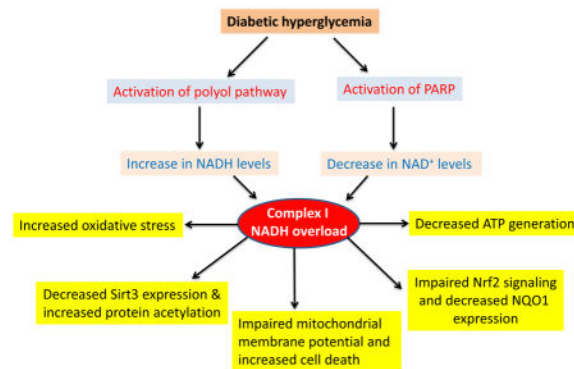 Diabetic hyperglycemia
Activation of polyol pathway
Activation of PARP
Increase in NADH levels
Decrease in NAD⁺ levels
Complex I
NADH overload
Increased oxidative stress
Decreased ATP generation
Decreased Sirt3 expression &
increased protein acetylation
Impaired mitochondrial
membrane potential and
increased cell death
Impaired Nrf2 signaling
and decreased NQO1
expression